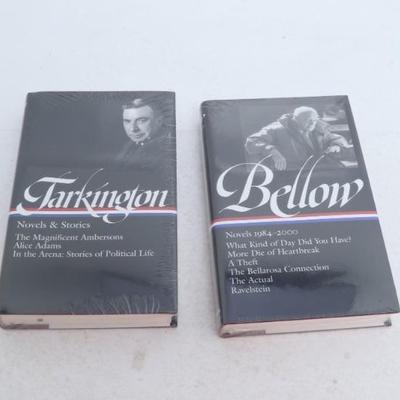 Tarkington
Novels & Stories
The Magnificent Ambersons
Alice Adams
In the Arena: Stories of Political Life
Bellow
Novels 1984–2000
What Kind of Day Did You Have?
More Die of Heartbreak
A Theft
The Bellarosa Connection
The Actual
Ravelstein